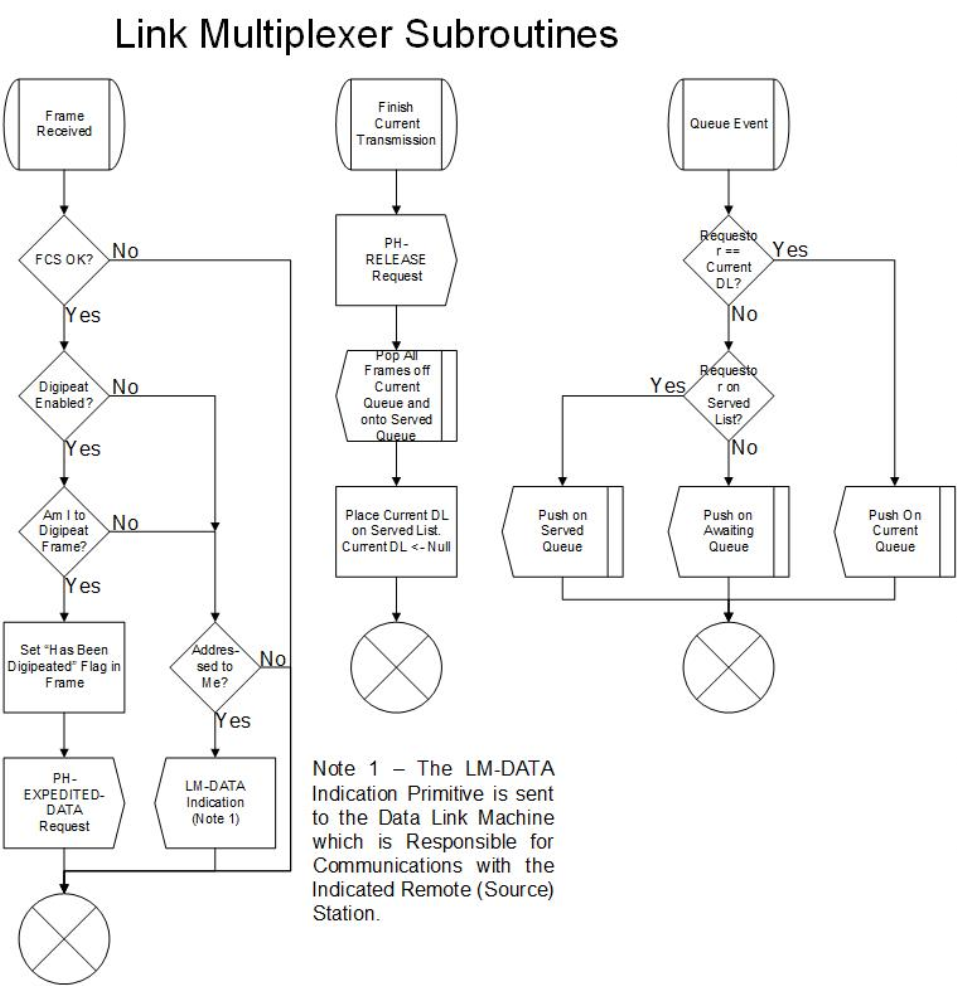 Link Multiplexer Subroutines
Frame
Received
FCS OK?
No
Yes
Digipeat
Enabled?
No
Yes
Am I to
Digipeat
Frame?
No
Yes
Set “Has Been
Digipeated” Flag in
Frame
Addres-
sed to
Me?
No
Yes
PH-
EXPEDITED-
DATA
Request
LM-DATA
Indication
(Note 1)
Finish
Current
Transmission
PH-
RELEASE
Request
Pop All
Frames off
Current
Queue and
onto Served
Queue
Place Current DL
on Served List.
Current DL <- Null
Queue Event
Requesto
r ==
Current
DL?
Yes
No
Requesto
r on
Served
List?
Yes
No
Push on
Served
Queue
Push on
Awaiting
Queue
Push On
Current
Queue
Note 1 – The LM-DATA
Indication Primitive is sent
to the Data Link Machine
which is Responsible for
Communications with the
Indicated Remote (Source)
Station.